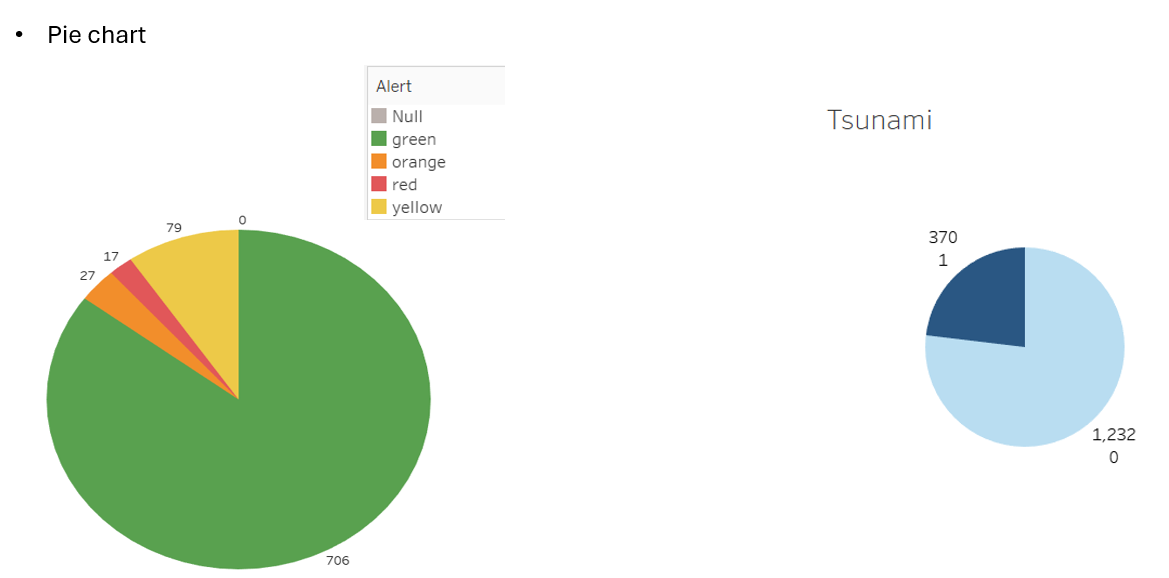 • Pie chart
Alert
Null
green
orange
red
yellow
Tsunami
0
79
17
27
706
370
1
1,232
0